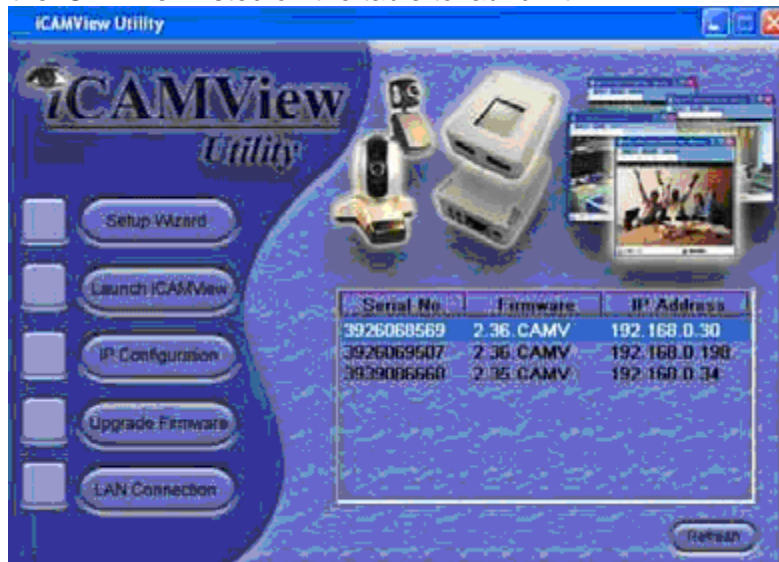 iCAMView Utility
iCAMView
Utility
Setup Wizard
Launch iCAMView
IP Configuration
Upgrade Firmware
LAN Connection
Serial No. Firmware IP Address
3926068569 2.36.CAMV 192.168.0.30
3926069507 2.36.CAMV 192.168.0.198
3939086668 2.35.CAMV 192.168.0.34
Refresh